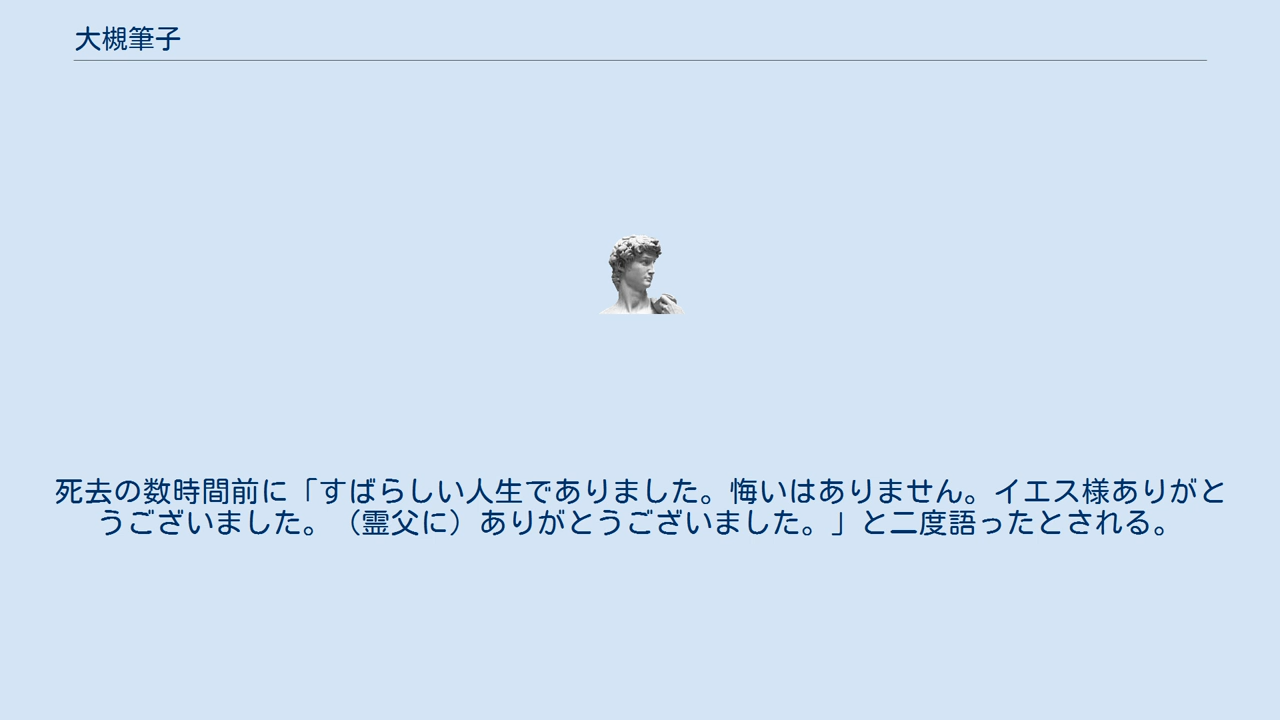 大槻筆子
死去の数時間前に「すばらしい人生でありました。悔いはありません。イエス様ありがと
うございました。（霊父に）ありがとうございました。」と二度語ったとされる。